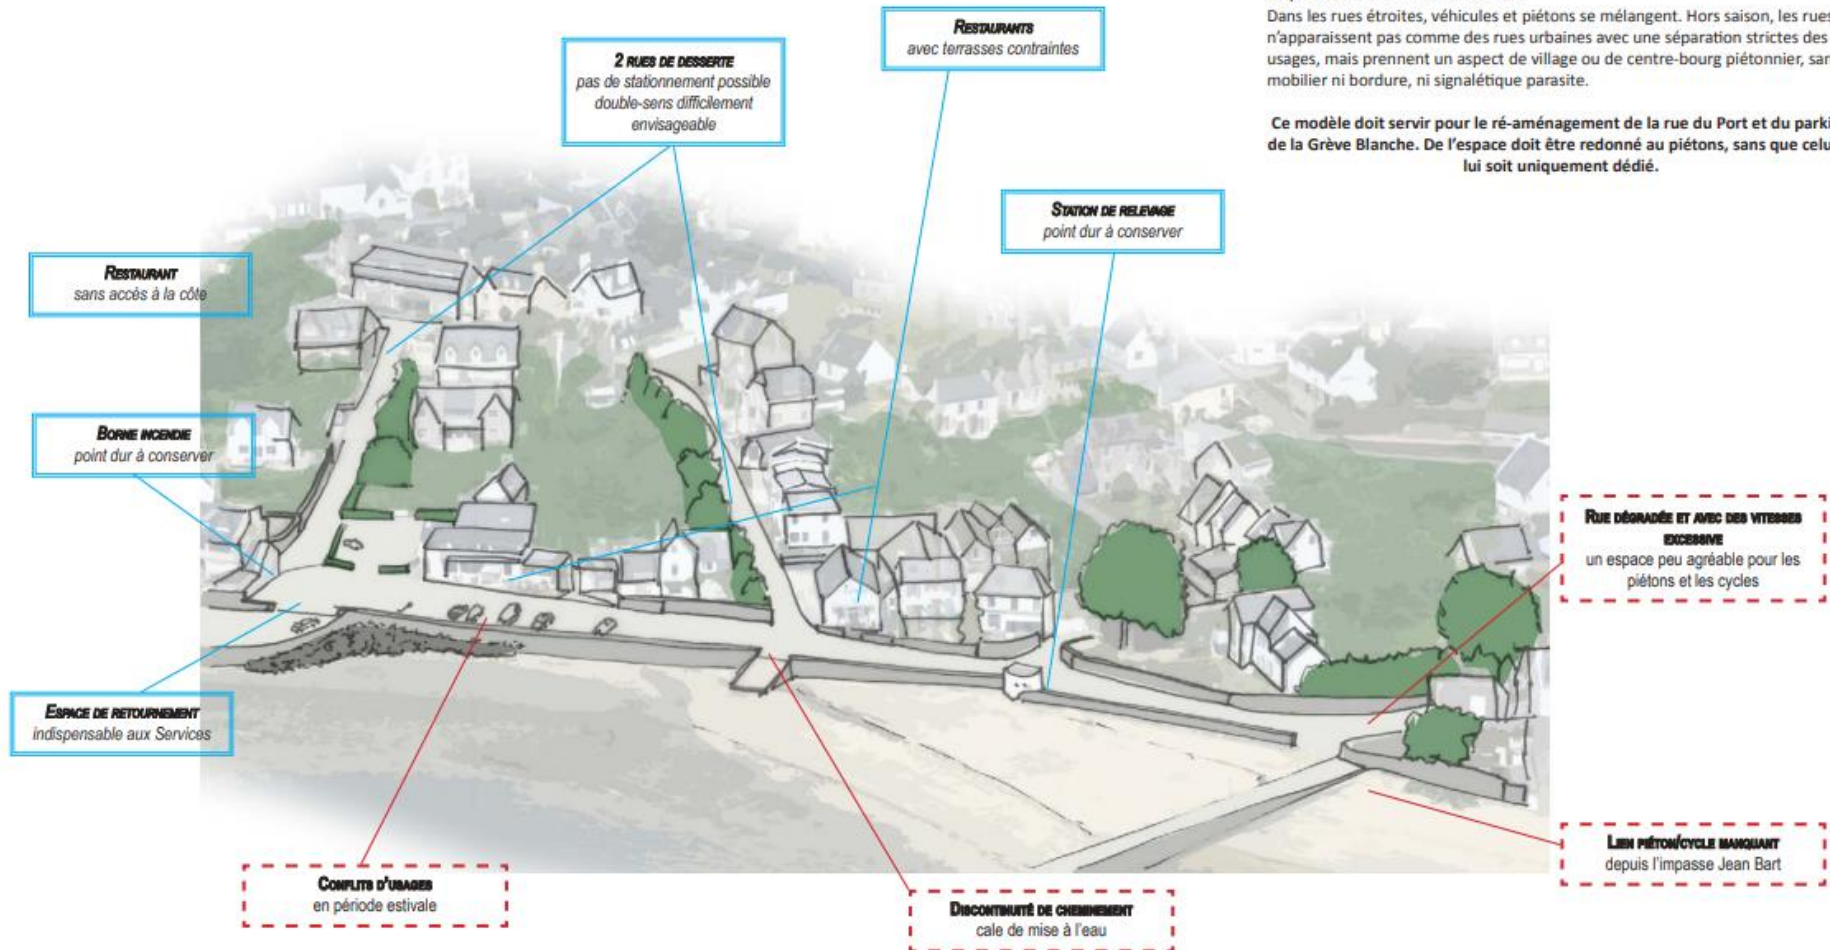 Dans les rues étroites, véhicules et piétons se mélangent. Hors saison, les rues
n'apparaissent pas comme des rues urbaines avec une séparation strictes des
usages, mais prennent un aspect de village ou de centre-bourg piétonnier,
mobilier ni bordure, ni signalétique parasite.
Ce modèle doit servir pour le ré-aménagement de la rue du Port et du
de la Grève Blanche. De l'espace doit être redonné au piétons, sans que
lui soit uniquement dédié.
RESTAURANTS
avec terrasses contraintes
2 RUES DE DESSERTE
pas de stationnement possible
double-sens difficilement
envisageable
STATION DE RELEVAGE
point dur à conserver
RESTAURANT
sans accès à la côte
BORNE INCENDIE
point dur à conserver
RUE DÉGRADÉE ET AVEC DES VITESSES
EXCESSIVE
un espace peu agréable pour les
piétons et les cycles
ESPACE DE RETOURNEMENT
indispensable aux Services
LIEN PIÉTON/CYCLE MANQUANT
depuis l'impasse Jean Bart
CONFLITS D'USAGES
en période estivale
DISCONTINUITÉ DE CHEMINEMENT
cale de mise à l'eau